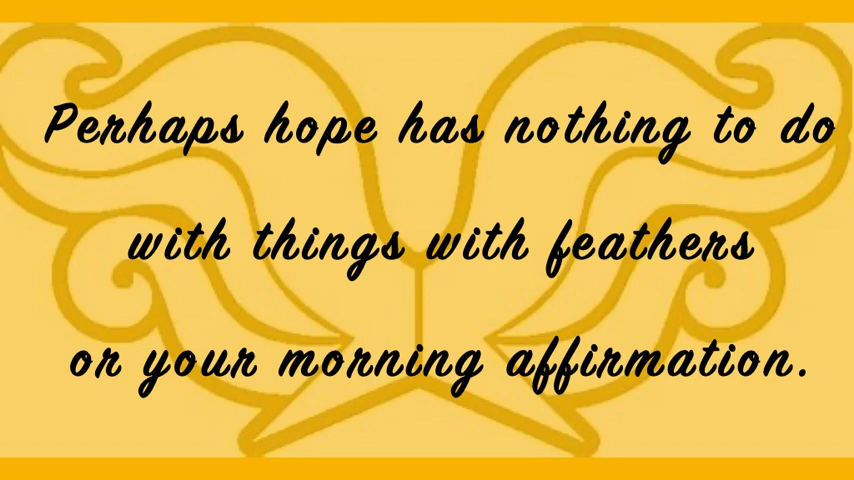 Perhaps hope has nothing to do
with things with feathers
or your morning affirmation.